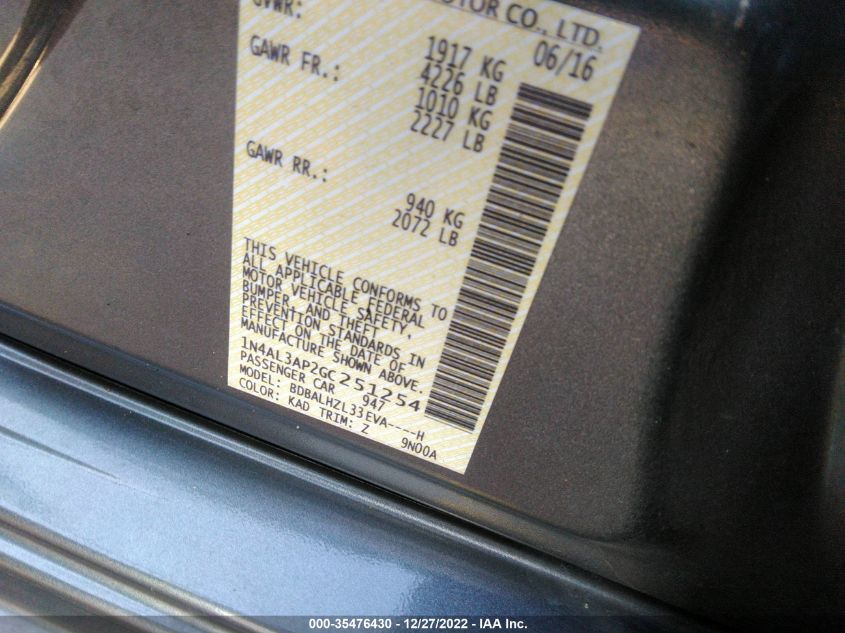 MOTOR CO., LTD.
GVWR: 06/16
1917 KG
4226 LB
GAWR FR.:
1010 KG
2227 LB
GAWR RR.:
940 KG
2072 LB
THIS VEHICLE CONFORMS TO
ALL APPLICABLE FEDERAL
MOTOR VEHICLE SAFETY,
BUMPER, AND THEFT
PREVENTION STANDARDS IN
EFFECT ON THE DATE OF
MANUFACTURE SHOWN ABOVE.
1N4AL3AP2GC251254
PASSENGER CAR 947
MODEL: BDBALHZL33EVA----H
COLOR: KAD TRIM: Z 9N00A
000-35476430 - 12/27/2022 - IAA Inc.